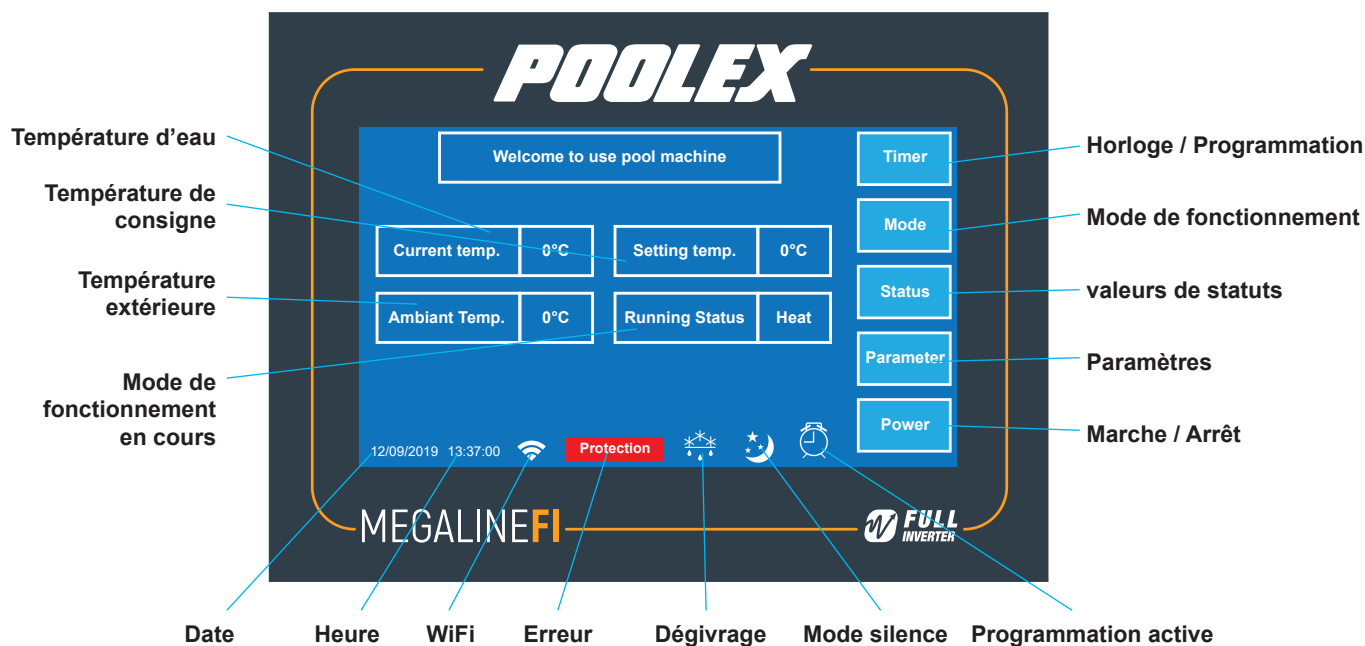 POOLEX
Température d’eau
Welcome to use pool machine
Timer
Horloge / Programmation
Température de
consigne
Mode
Mode de fonctionnement
Current temp.
0°C
Setting temp.
0°C
Température
extérieure
Status
valeurs de statuts
Ambiant Temp.
0°C
Running Status
Heat
Parameter
Paramètres
Mode de
fonctionnement
en cours
Power
Marche / Arrêt
12/09/2019 13:37:00
Protection
MEGALINEFI
FULL
INVERTER
Date
Heure
WiFi
Erreur
Dégivrage
Mode silence
Programmation active